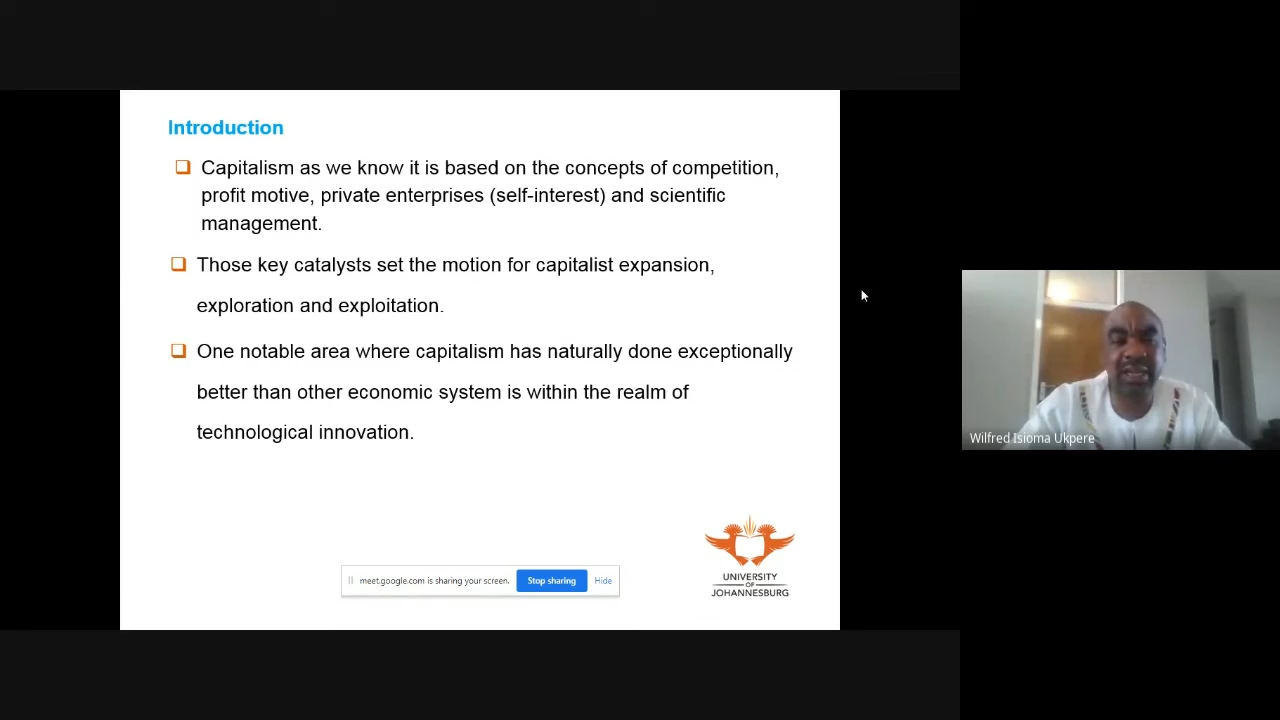 Introduction
Capitalism as we know it is based on the concepts of competition,
profit motive, private enterprises (self-interest) and scientific
management.
Those key catalysts set the motion for capitalist expansion,
exploration and exploitation.
One notable area where capitalism has naturally done exceptionally
better than other economic system is within the realm of
technological innovation.
Wilfred Isioma Ukpere
meet.google.com is sharing your screen.
Stop sharing
Hide
UNIVERSITY
OF
JOHANNESBURG